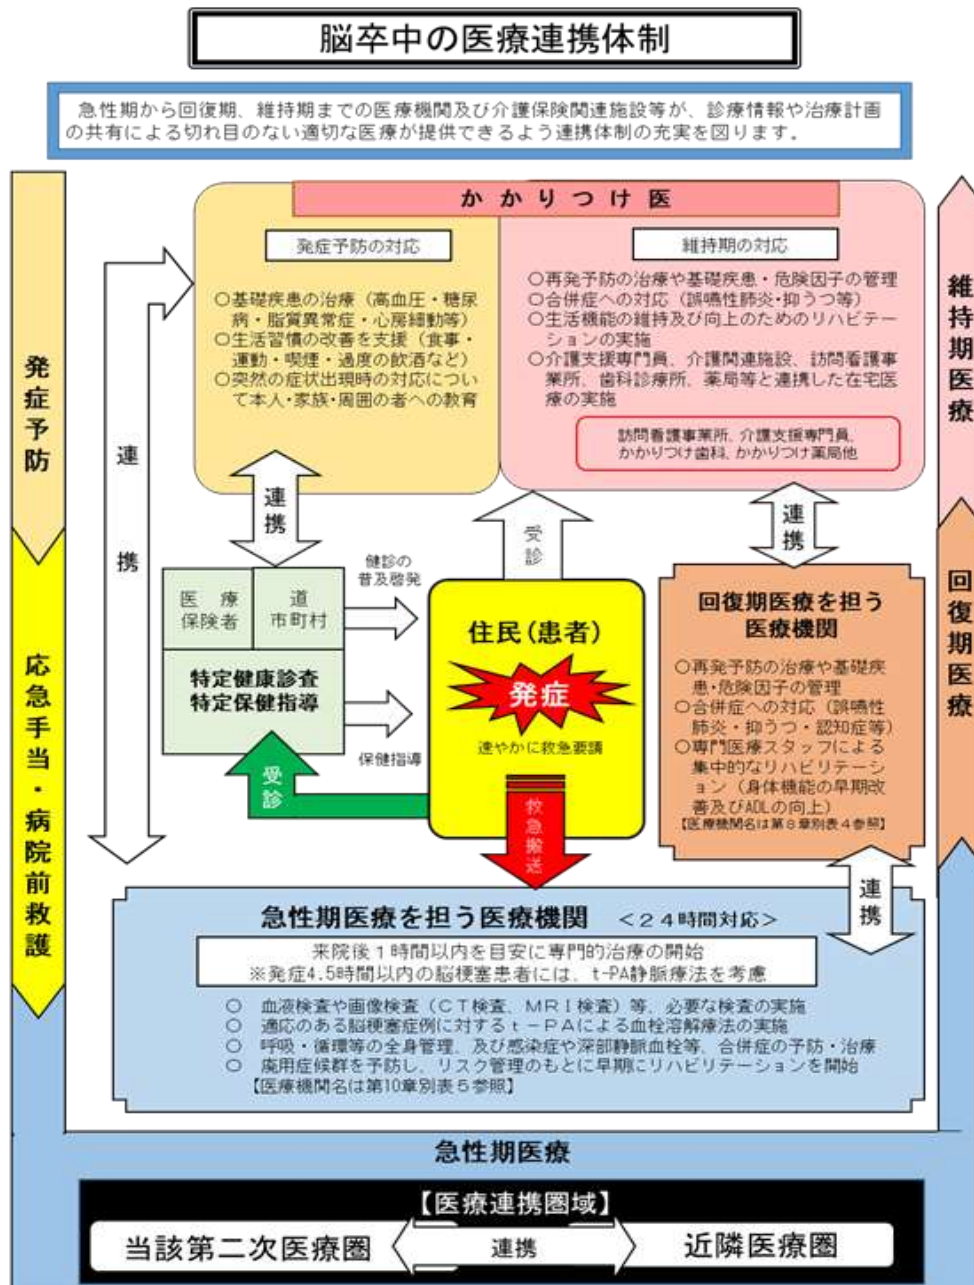 脳卒中の医療連携体制
急性期から回復期、維持期までの医療機関及び介護保険関連施設等が、診療情報や治療計画
の共有による切れ目のない適切な医療が提供できるよう連携体制の充実を図ります。
かかりつけ医
発症予防の対応
○基礎疾患の治療（高血圧・糖尿
病・脂質異常症・心房細動等）
○生活習慣の改善を支援（食事・
運動・喫煙・過度の飲酒など）
○突然の症状出現時の対応につい
て本人・家族・周囲の者への教育
維持期の対応
○再発予防の治療や基礎疾患・危険因子の管理
○合併症への対応（誤嚥性肺炎・抑うつ等）
○生活機能の維持及び向上のためのリハビテー
ションの実施
○介護支援専門員、介護関連施設、訪問看護事
業所、歯科診療所、薬局等と連携した在宅医
療の実施
訪問看護事業所、介護支援専門員、
かかりつけ歯科、かかりつけ薬局他
発症予防
応急手当・病院前救護
維持期医療
回復期医療
連携
連携
受診
連携
医療
保険者
道
市町村
特定健康診査
特定保健指導
健診の
普及啓発
保健指導
受診
住民（患者）
発症
速やかに救急要請
救急搬送
回復期医療を担う
医療機関
○再発予防の治療や基礎疾
患・危険因子の管理
○合併症への対応（誤嚥性
肺炎・抑うつ・認知症等）
○専門医療スタッフによる
集中的なリハビリテーシ
ョン（身体機能の早期改
善及びADLの向上）
【医療機関名は第８章別表４参照】
連携
急性期医療を担う医療機関 ＜２４時間対応＞
来院後１時間以内を目安に専門的治療の開始
※発症4.5時間以内の脳梗塞患者には、t-PA静脈療法を考慮
○ 血液検査や画像検査（ＣＴ検査、ＭＲＩ検査）等、必要な検査の実施
○ 適応のある脳梗塞症例に対するｔ－ＰＡによる血栓溶解療法の実施
○ 呼吸・循環等の全身管理、及び感染症や深部静脈血栓等、合併症の予防・治療
○ 廃用症候群を予防し、リスク管理のもとに早期にリハビリテーションを開始
【医療機関名は第10章別表５参照】
急性期医療
【医療連携圏域】
当該第二次医療圏
連携
近隣医療圏